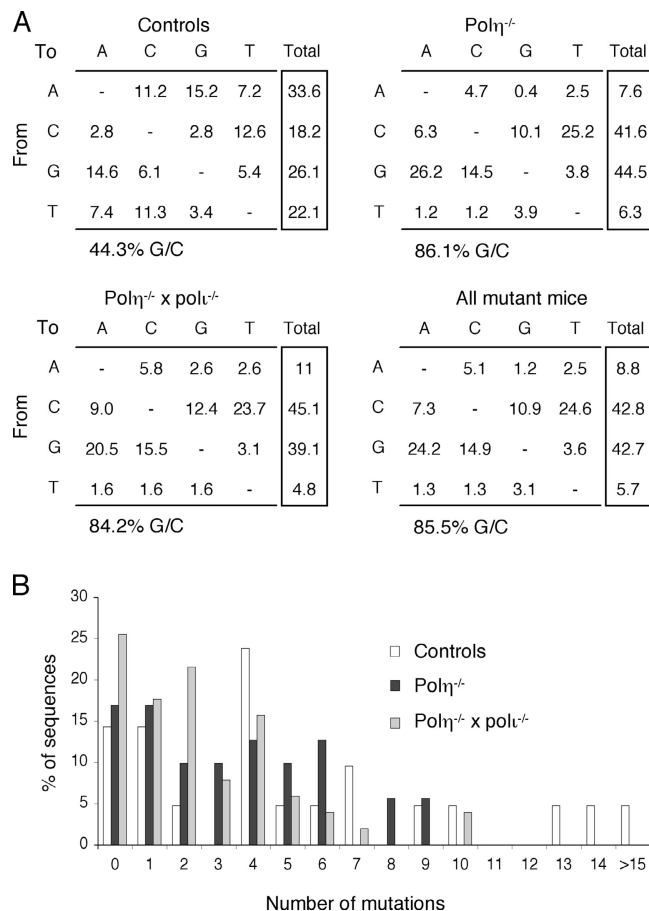 A
Controls
To A C G T Total
From
A - 11.2 15.2 7.2 33.6
C 2.8 - 2.8 12.6 18.2
G 14.6 6.1 - 5.4 26.1
T 7.4 11.3 3.4 - 22.1
44.3% G/C
Polη-/-
A C G T Total
A - 4.7 0.4 2.5 7.6
C 6.3 - 10.1 25.2 41.6
G 26.2 14.5 - 3.8 44.5
T 1.2 1.2 3.9 - 6.3
86.1% G/C
Polη-/- x polι-/-
To A C G T Total
From
A - 5.8 2.6 2.6 11
C 9.0 - 12.4 23.7 45.1
G 20.5 15.5 - 3.1 39.1
T 1.6 1.6 1.6 - 4.8
84.2% G/C
All mutant mice
A C G T Total
A - 5.1 1.2 2.5 8.8
C 7.3 - 10.9 24.6 42.8
G 24.2 14.9 - 3.6 42.7
T 1.3 1.3 3.1 - 5.7
85.5% G/C
B
% of sequences
30
25
20
15
10
5
0
Controls
Polη-/-
Polη-/- x polι-/-
0 1 2 3 4 5 6 7 8 9 10 11 12 13 14 >15
Number of mutations